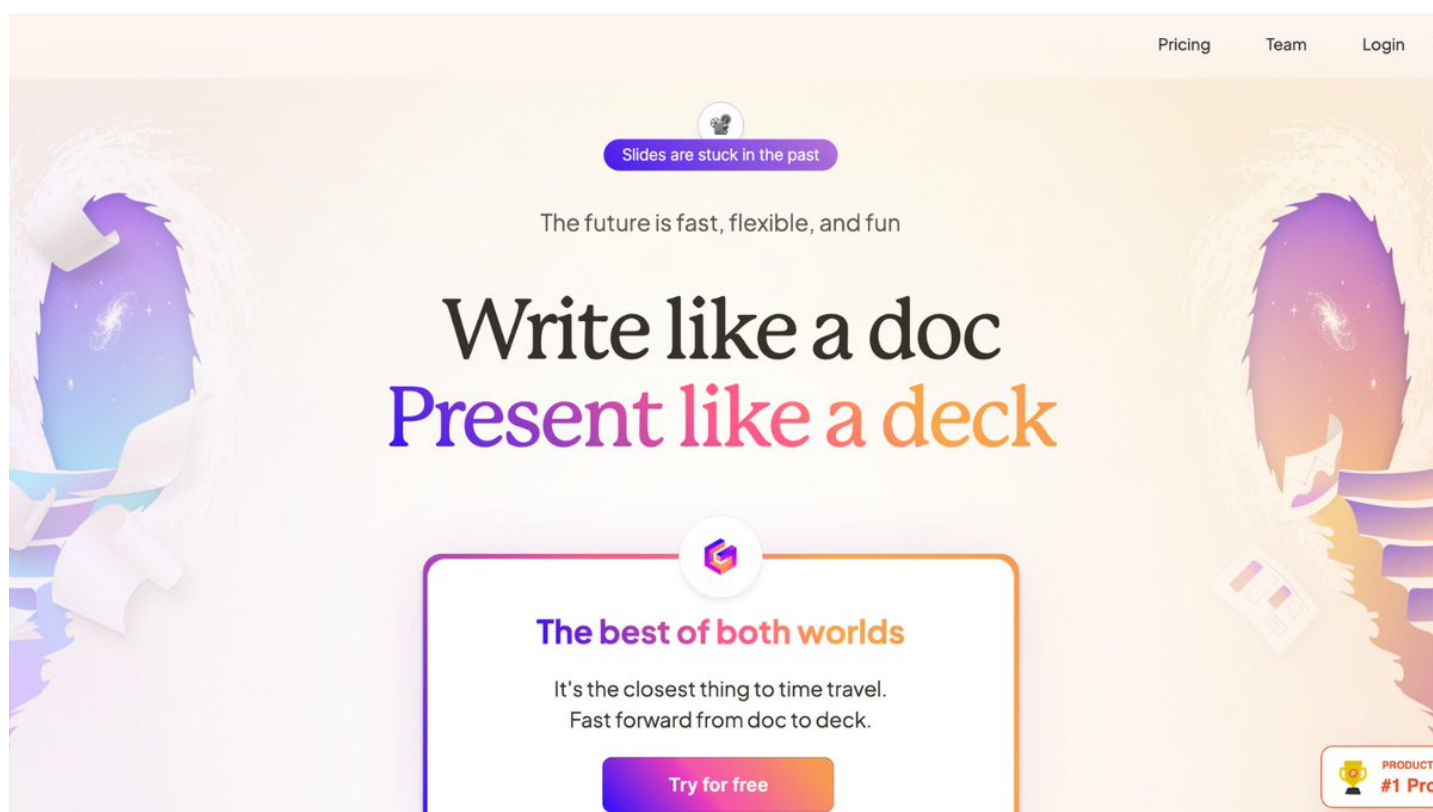 Pricing Team Login
Slides are stuck in the past
The future is fast, flexible, and fun
Write like a doc
Present like a deck
The best of both worlds
It's the closest thing to time travel.
Fast forward from doc to deck.
Try for free
PRODUCT
#1